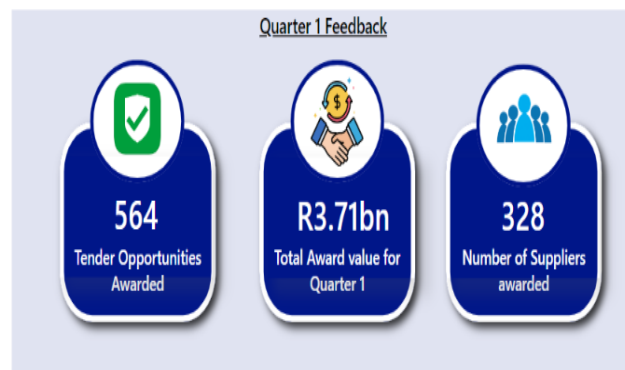 Quarter 1 Feedback
564
Tender Opportunities
Awarded
R3.71bn
Total Award value for
Quarter 1
328
Number of Suppliers
awarded